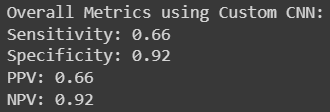 Overall Metrics using Custom CNN:
Sensitivity: 0.66
Specificity: 0.92
PPV: 0.66
NPV: 0.92